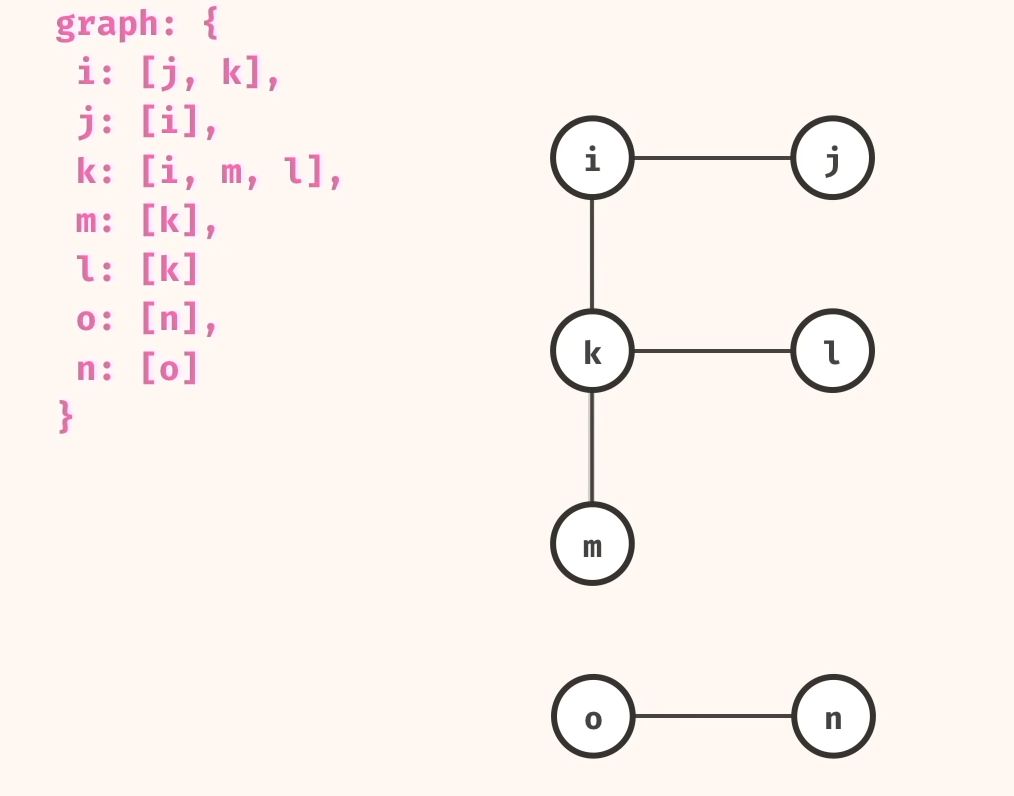 graph: {
i: [j, k],
j: [i],
k: [i, m, l],
m: [k],
l: [k]
o: [n],
n: [o]
}
i
j
k
l
m
o
n